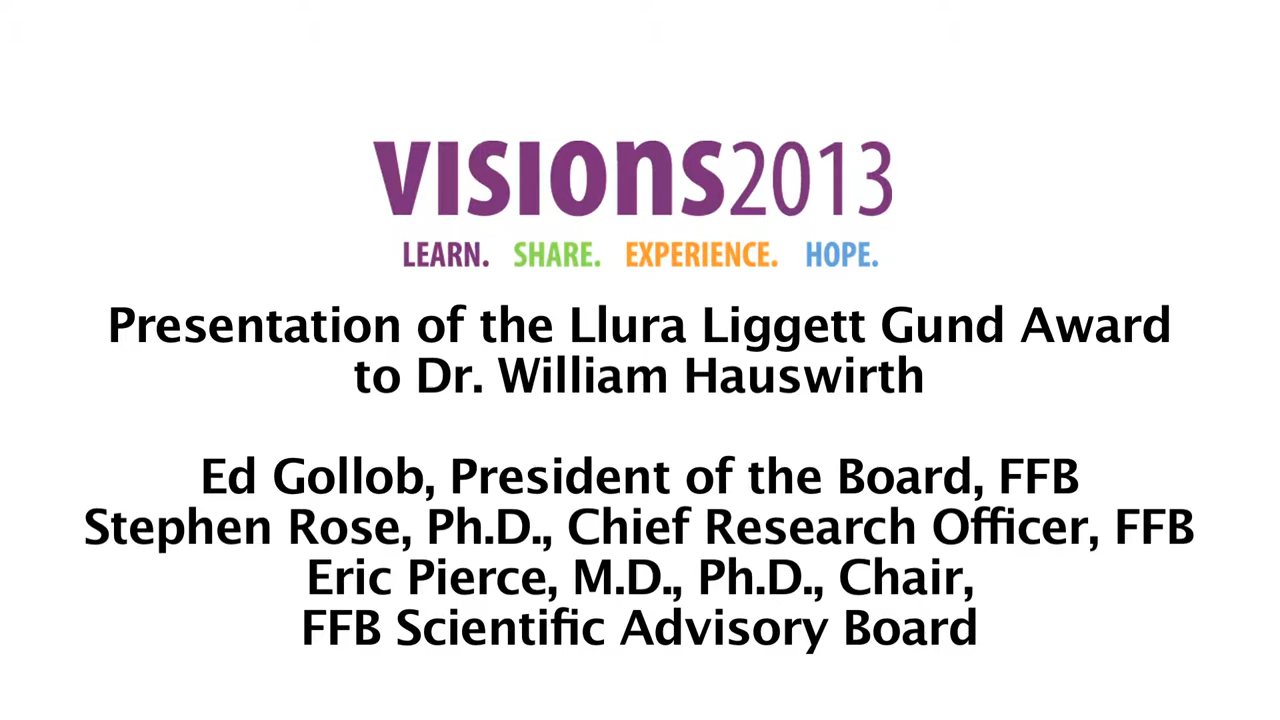 VISIONS2013
LEARN. SHARE. EXPERIENCE. HOPE.
Presentation of the Llura Liggett Gund Award
to Dr. William Hauswirth
Ed Gollob, President of the Board, FFB
Stephen Rose, Ph.D., Chief Research Officer, FFB
Eric Pierce, M.D., Ph.D., Chair,
FFB Scientific Advisory Board